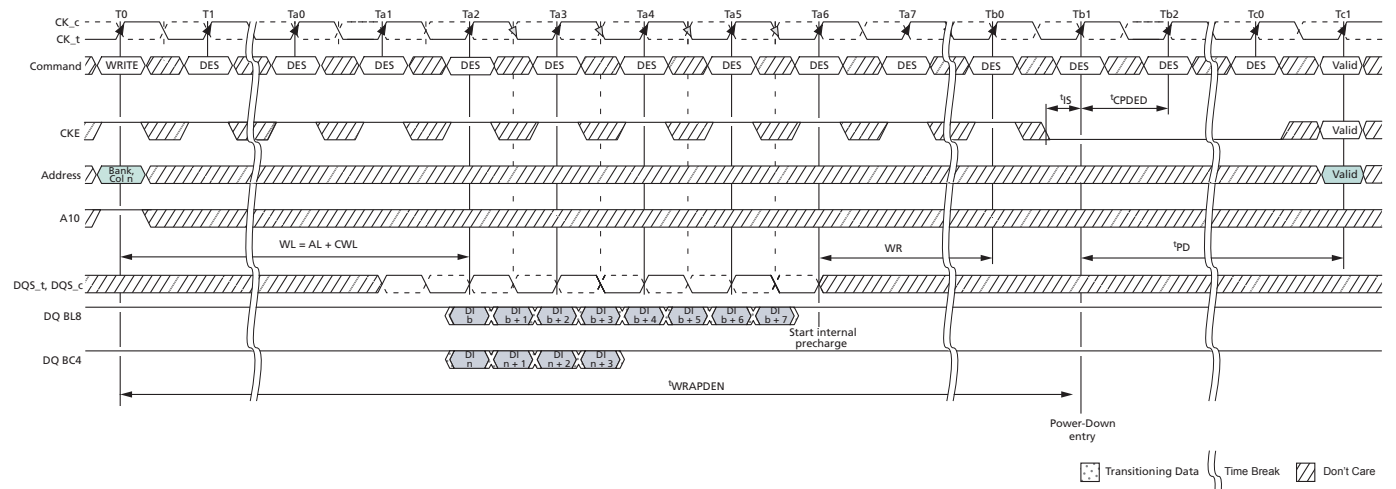 T0 T1 Ta0 Ta1 Ta2 Ta3 Ta4 Ta5 Ta6 Ta7 Tb0 Tb1 Tb2 Tc0 Tc1
CK_c
CK_t
Command WRITE DES DES DES DES DES DES DES DES DES DES DES DES DES Valid
tIS tCPDED
CKE Valid
Address Bank, Col n Valid
A10
WL = AL + CWL WR tPD
DQS_t, DQS_c
DQ BL8 DI b DI b + 1 DI b + 2 DI b + 3 DI b + 4 DI b + 5 DI b + 6 DI b + 7
Start internal
precharge
DQ BC4 DI n DI n + 1 DI n + 2 DI n + 3
tWRAPDEN
Power-Down
entry
Transitioning Data Time Break Don't Care